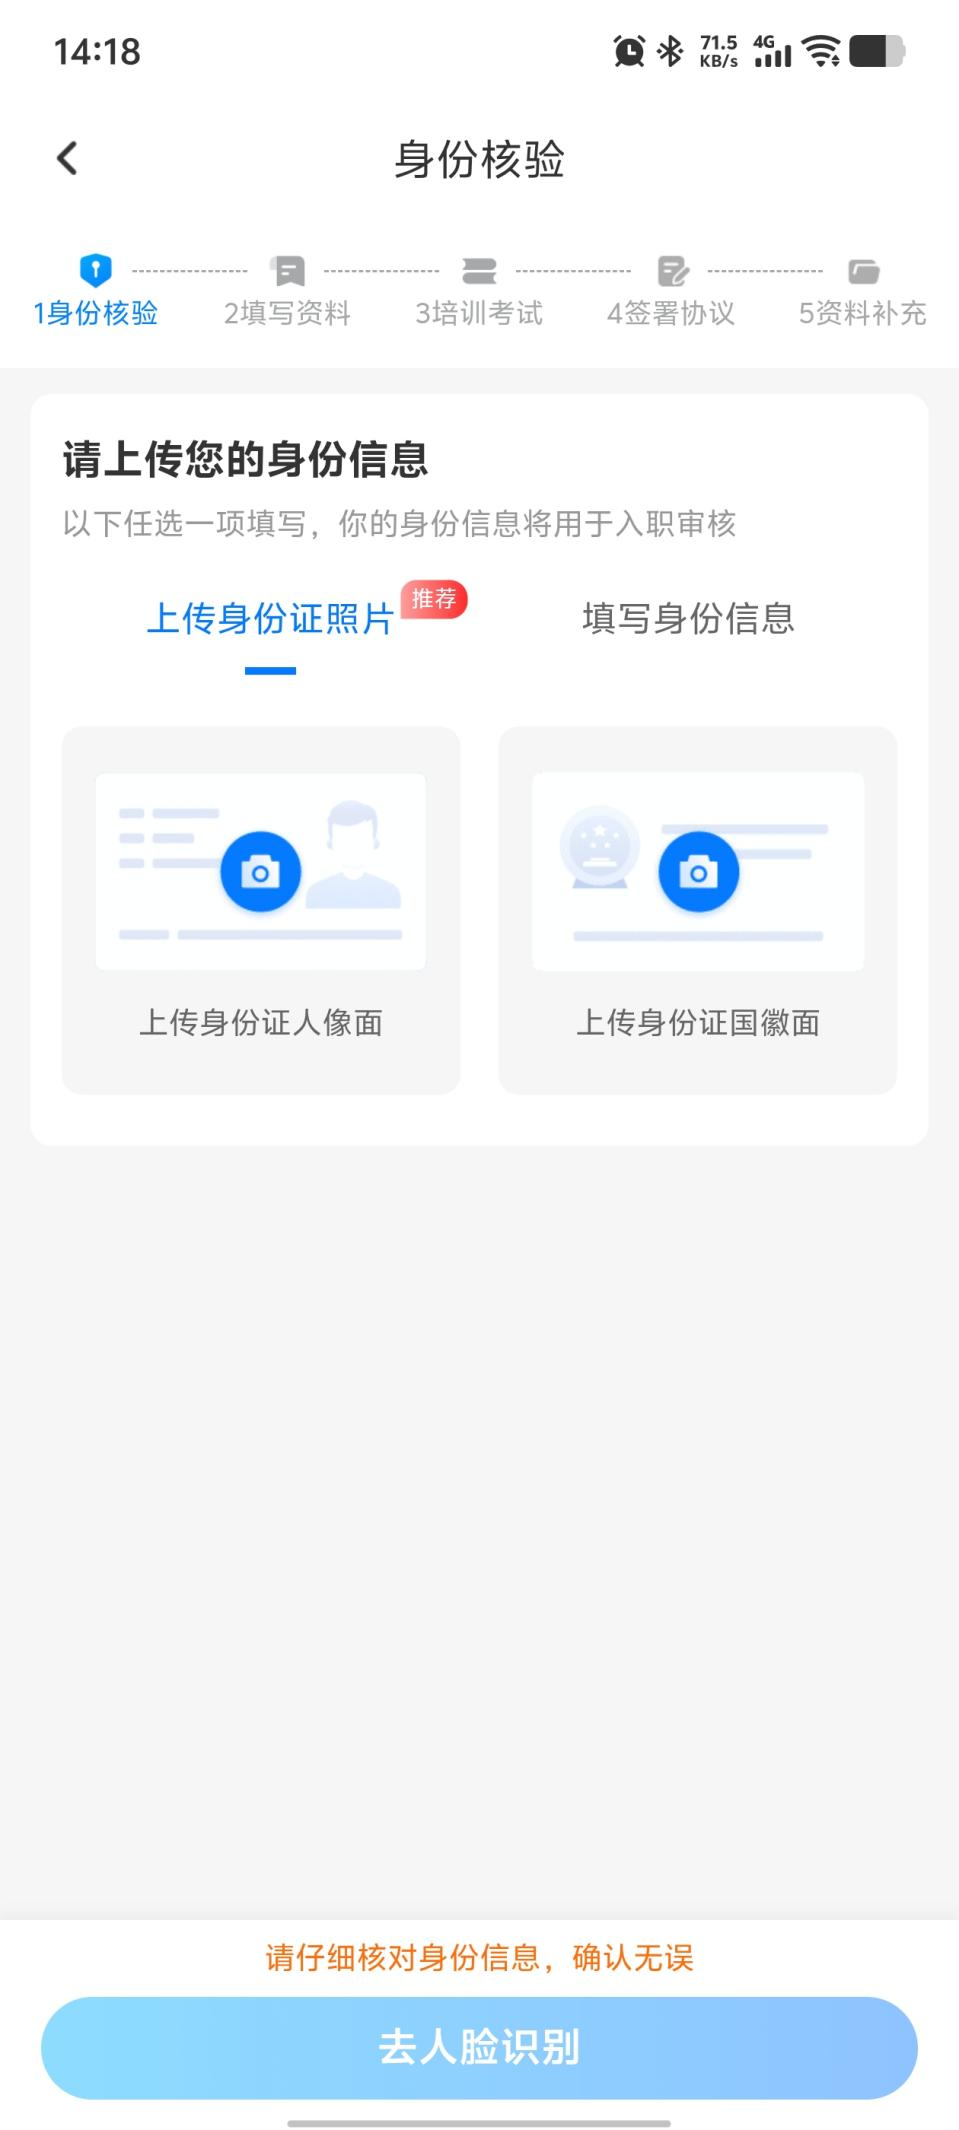 14:18
71.5 KB/s 4G
身份核验
1身份核验 2填写资料 3培训考试 4签署协议 5资料补充
请上传您的身份信息
以下任选一项填写，你的身份信息将用于入职审核
上传身份证照片 推荐 填写身份信息
上传身份证人像面 上传身份证国徽面
请仔细核对身份信息，确认无误
去人脸识别